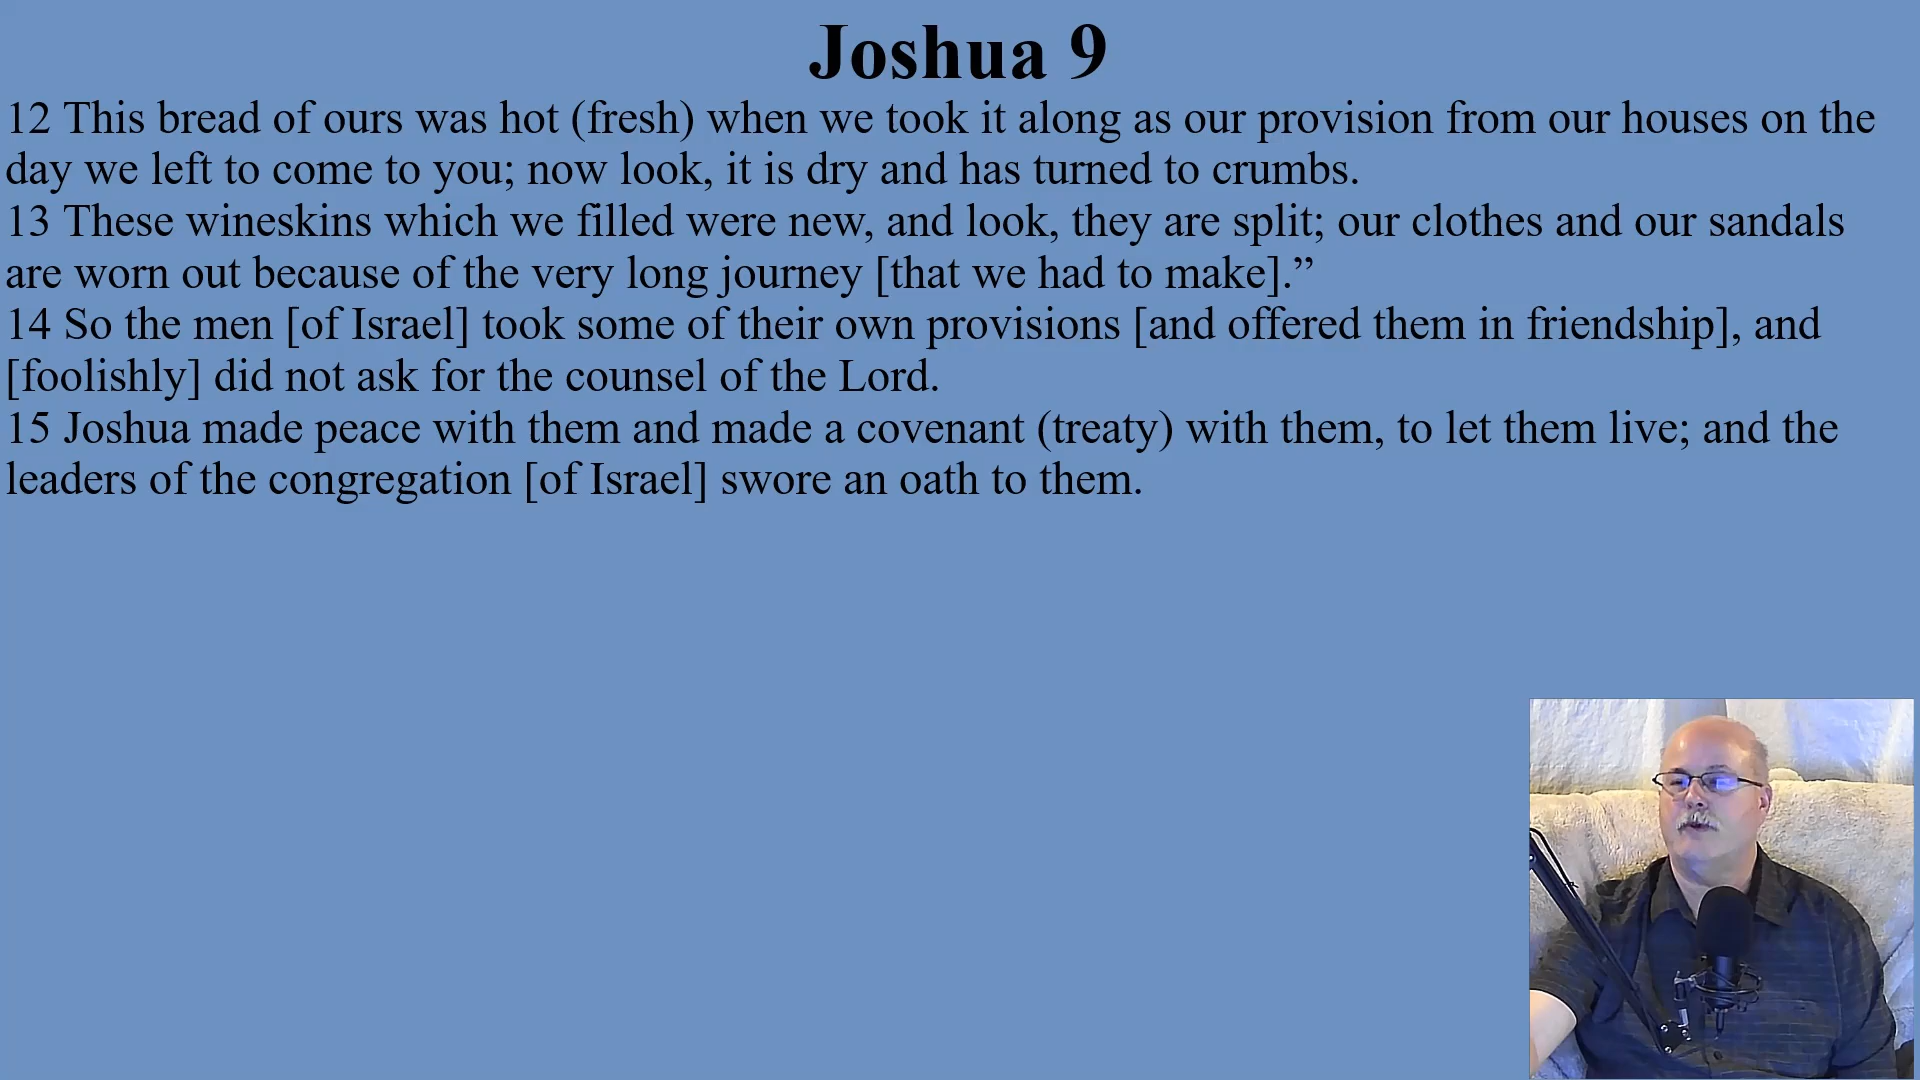 Joshua 9
12 This bread of ours was hot (fresh) when we took it along as our provision from our houses on the
day we left to come to you; now look, it is dry and has turned to crumbs.
13 These wineskins which we filled were new, and look, they are split; our clothes and our sandals
are worn out because of the very long journey [that we had to make].”
14 So the men [of Israel] took some of their own provisions [and offered them in friendship], and
[foolishly] did not ask for the counsel of the Lord.
15 Joshua made peace with them and made a covenant (treaty) with them, to let them live; and the
leaders of the congregation [of Israel] swore an oath to them.